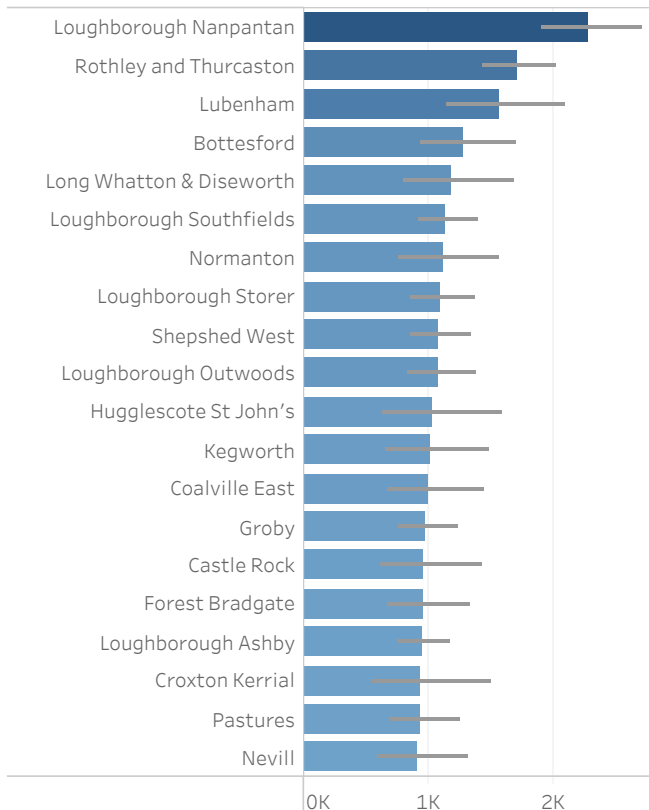 Loughborough Nanpantan
Rothley and Thurcaston
Lubenham
Bottesford
Long Whatton & Diseworth
Loughborough Southfields
Normanton
Loughborough Storer
Shepshed West
Loughborough Outwoods
Hugglescote St John's
Kegworth
Coalville East
Groby
Castle Rock
Forest Bradgate
Loughborough Ashby
Croxton Kerrial
Pastures
Nevill
0K 1K 2K